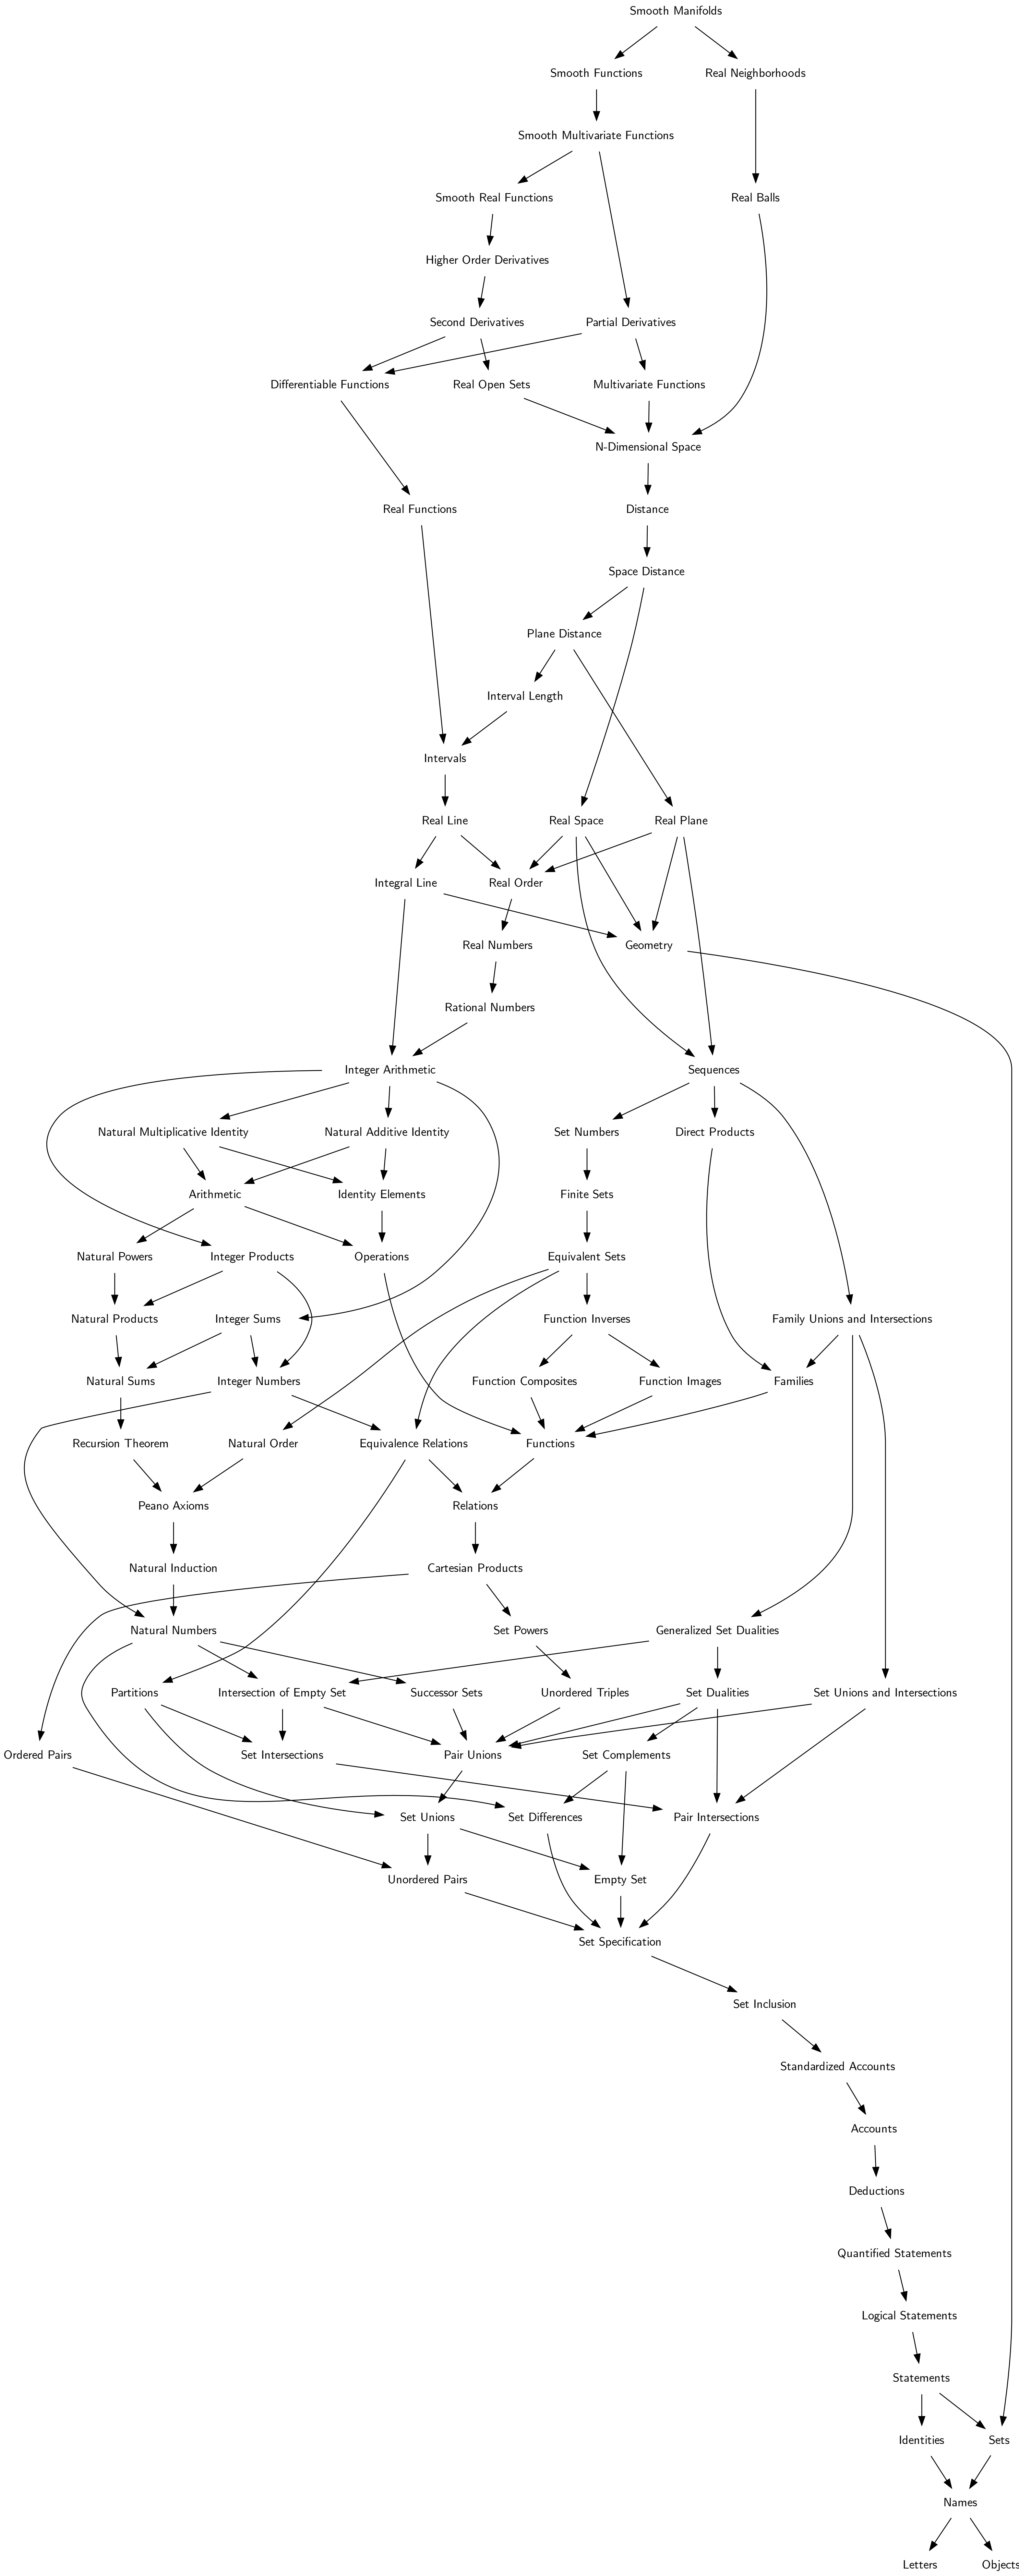 Smooth Manifolds
Smooth Functions
Real Neighborhoods
Smooth Multivariate Functions
Smooth Real Functions
Real Balls
Higher Order Derivatives
Second Derivatives
Partial Derivatives
Differentiable Functions
Real Open Sets
Multivariate Functions
N-Dimensional Space
Real Functions
Distance
Space Distance
Plane Distance
Interval Length
Intervals
Real Line
Real Space
Real Plane
Integral Line
Real Order
Real Numbers
Geometry
Rational Numbers
Integer Arithmetic
Sequences
Natural Multiplicative Identity
Natural Additive Identity
Set Numbers
Direct Products
Arithmetic
Identity Elements
Finite Sets
Natural Powers
Integer Products
Operations
Equivalent Sets
Natural Products
Integer Sums
Function Inverses
Family Unions and Intersections
Natural Sums
Integer Numbers
Function Composites
Function Images
Families
Recursion Theorem
Natural Order
Equivalence Relations
Functions
Peano Axioms
Relations
Natural Induction
Cartesian Products
Natural Numbers
Set Powers
Generalized Set Dualities
Partitions
Intersection of Empty Set
Successor Sets
Unordered Triples
Set Dualities
Set Unions and Intersections
Ordered Pairs
Set Intersections
Pair Unions
Set Complements
Set Unions
Set Differences
Pair Intersections
Unordered Pairs
Empty Set
Set Specification
Set Inclusion
Standardized Accounts
Accounts
Deductions
Quantified Statements
Logical Statements
Statements
Identities
Sets
Names
Letters
Objects